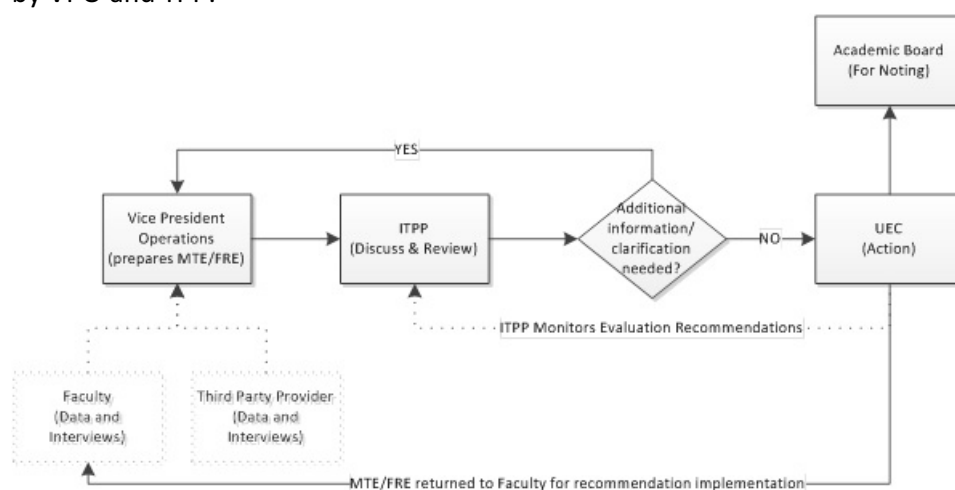 Academic Board
(For Noting)
YES
Vice President
Operations
(prepares MTE/FRE)
ITPP
(Discuss & Review)
Additional
information/
clarification
needed?
NO
UEC
(Action)
ITPP Monitors Evaluation Recommendations
Faculty
(Data and
Interviews)
Third Party Provider
(Data and
Interviews)
MTE/FRE returned to Faculty for recommendation implementation